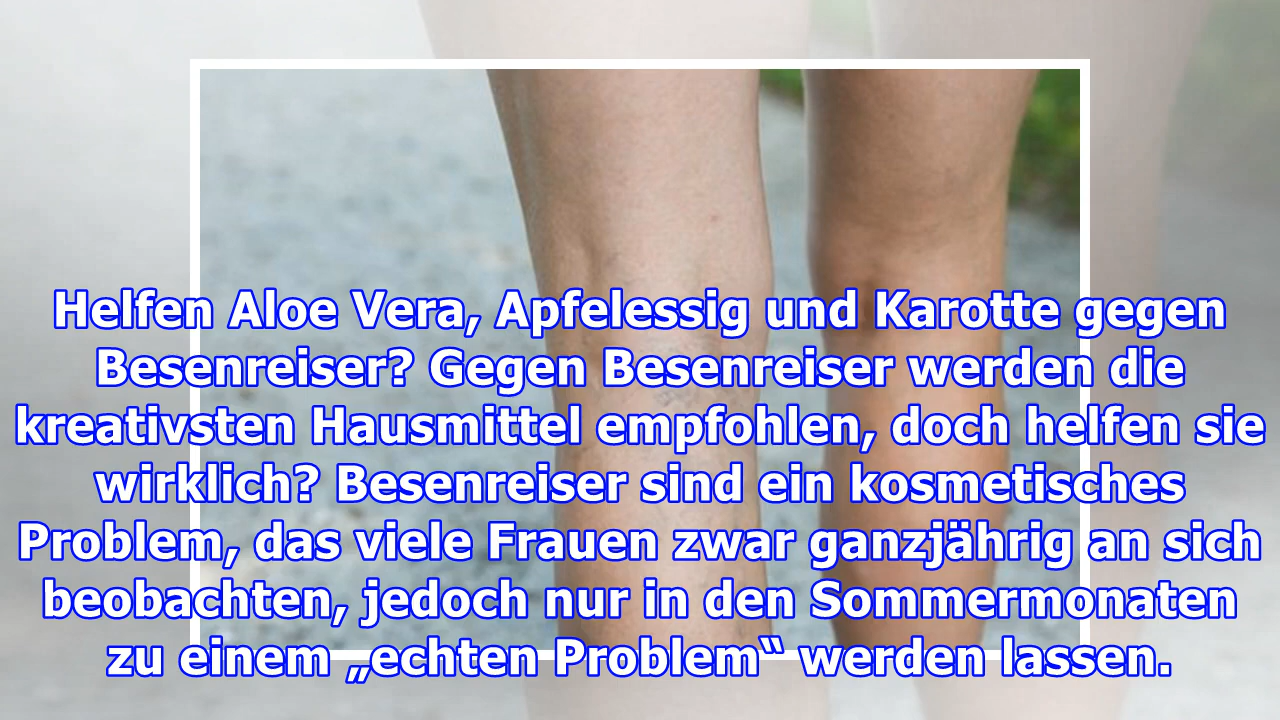 Helfen Aloe Vera, Apfelessig und Karotte gegen
Besenreiser? Gegen Besenreiser werden die
kreativsten Hausmittel empfohlen, doch helfen sie
wirklich? Besenreiser sind ein kosmetisches
Problem, das viele Frauen zwar ganzjährig an sich
beobachten, jedoch nur in den Sommermonaten
zu einem „echten Problem“ werden lassen.